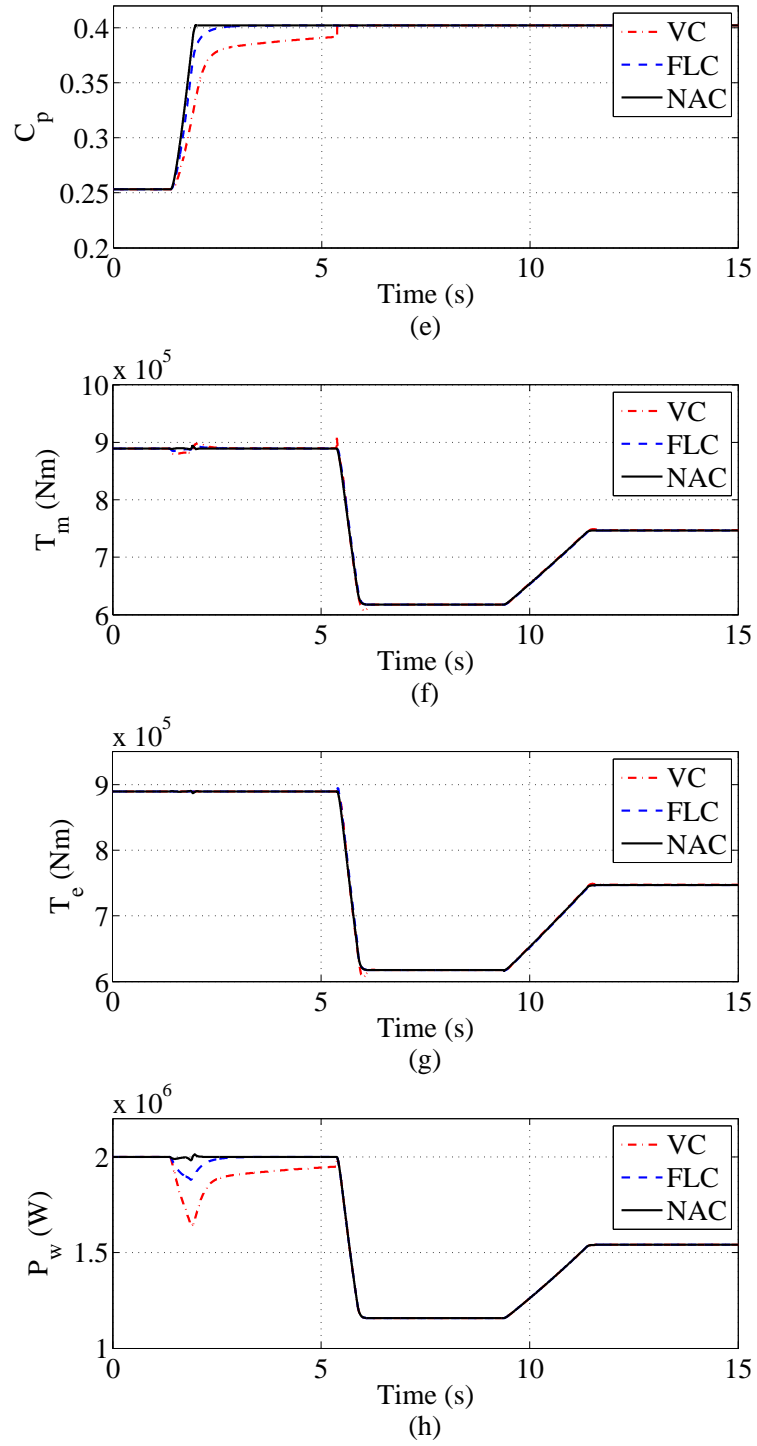 0.4
0.35
0.3
0.25
0.2
C_p
VC
FLC
NAC
0 5 10 15
Time (s)
(e)
x 10^5
10
9
8
7
6
T_m (Nm)
VC
FLC
NAC
0 5 10 15
Time (s)
(f)
x 10^5
9
8
7
6
T_e (Nm)
VC
FLC
NAC
0 5 10 15
Time (s)
(g)
x 10^6
2
1.5
1
P_w (W)
VC
FLC
NAC
0 5 10 15
Time (s)
(h)